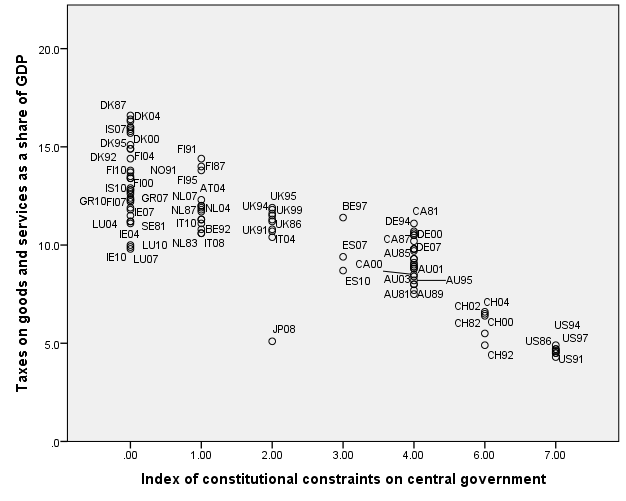 Taxes on goods and services as a share of GDP
20.0
15.0
10.0
5.0
.0
DK87
DK04
IS07
DK95
DK00
FI91
DK92
FI04
FI87
FI10
NO91
FI95
FI00
IS10
AT04
GR10
FI07
GR07
NL07
UK95
BE97
CA81
IE07
NL87
NL04
UK94
UK99
DE94
LU04
SE81
IT10
BE92
UK86
UK91
DE00
IE04
IT04
CA87
LU10
NL83
IT08
ES07
DE07
AU85
IE10
LU07
CA00
AU01
ES10
AU03
AU95
AU81
AU89
CH02
CH04
CH82
CH00
JP08
US94
US86
US97
CH92
US91
.00
1.00
2.00
3.00
4.00
6.00
7.00
Index of constitutional constraints on central government